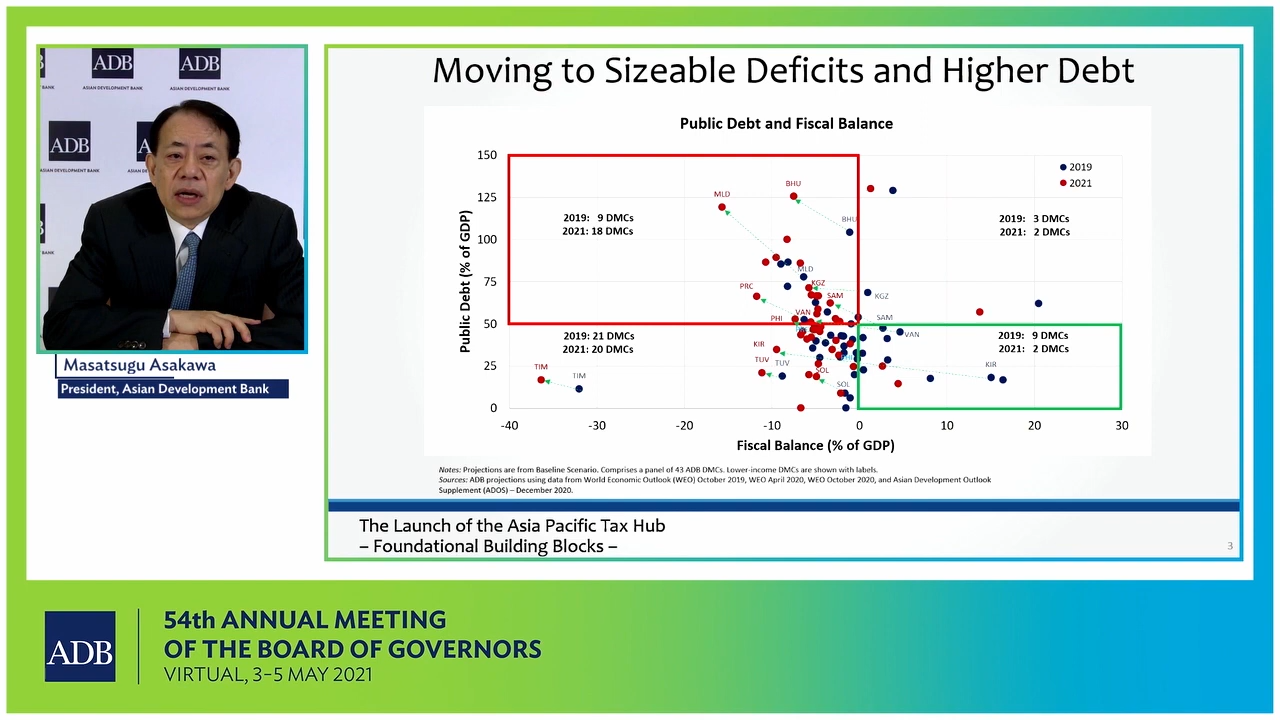 ADB
ASIAN DEVELOPMENT BANK
ADB
ASIAN DEVELOPMENT BANK
ADB
ASIAN DEVELOPMENT BANK
Masatsugu Asakawa
President, Asian Development Bank
Moving to Sizeable Deficits and Higher Debt
Public Debt and Fiscal Balance
2019
2021
Public Debt (% of GDP)
150
125
100
75
50
25
0
-40
-30
-20
-10
0
10
20
30
Fiscal Balance (% of GDP)
2019: 9 DMCs
2021: 18 DMCs
2019: 3 DMCs
2021: 2 DMCs
2019: 21 DMCs
2021: 20 DMCs
2019: 9 DMCs
2021: 2 DMCs
MLD
BHU
BHU
MLD
PRC
KGZ
KGZ
SAM
SAM
PHI
VAN
VAN
KIR
KIR
TUV
TUV
SOL
SOL
TIM
TIM
Notes: Projections are from Baseline Scenario. Comprises a panel of 43 ADB DMCs. Lower-income DMCs are shown with labels.
Sources: ADB projections using data from World Economic Outlook (WEO) October 2019, WEO April 2020, WEO October 2020, and Asian Development Outlook
Supplement (ADOS) – December 2020.
The Launch of the Asia Pacific Tax Hub
– Foundational Building Blocks –
3
ADB
54th ANNUAL MEETING
OF THE BOARD OF GOVERNORS
VIRTUAL, 3–5 MAY 2021